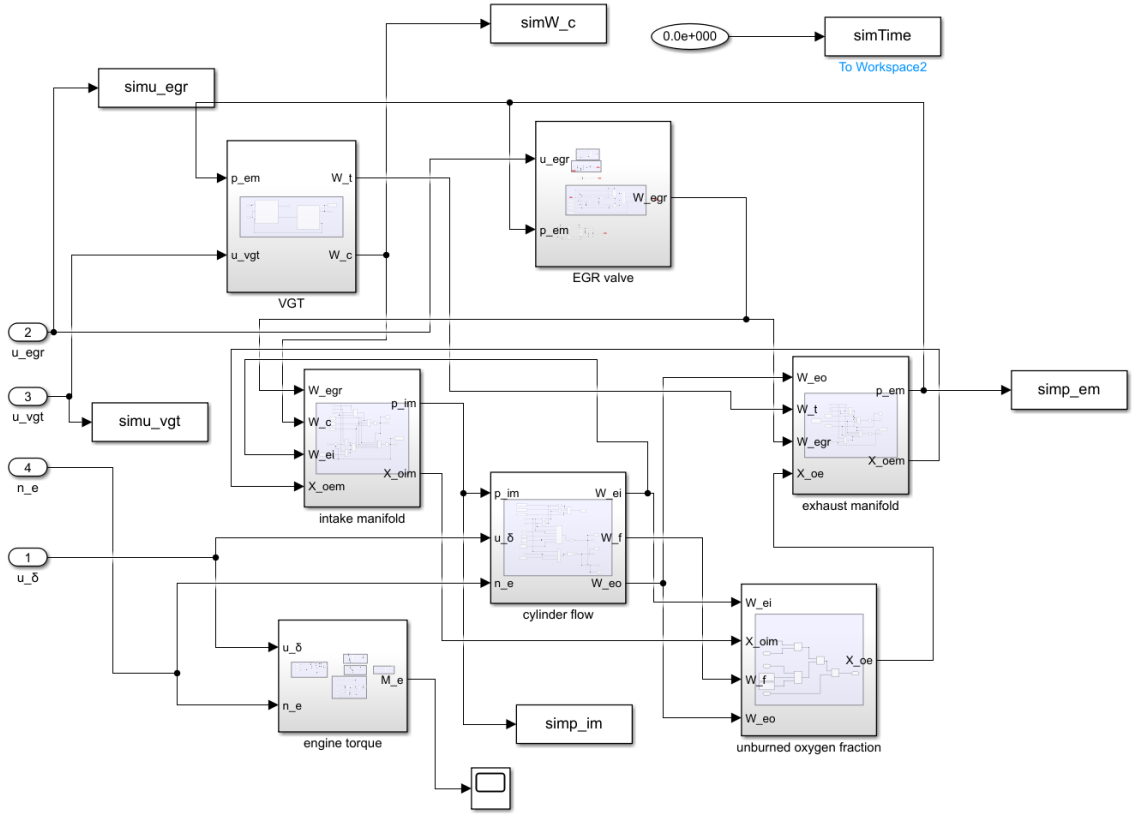 simW_c
0.0e+000
simTime
To Workspace2
simu_egr
p_em
W_t
u_vgt
W_c
VGT
u_egr
W_egr
p_em
EGR valve
2
u_egr
3
u_vgt
simu_vgt
4
n_e
1
u_δ
W_egr
p_im
W_c
W_ei
X_oim
X_oem
intake manifold
W_eo
p_em
W_t
W_egr
X_oem
X_oe
exhaust manifold
simp_em
p_im
W_ei
u_δ
W_f
n_e
W_eo
cylinder flow
u_δ
M_e
n_e
engine torque
simp_im
W_ei
X_oim
X_oe
W_f
W_eo
unburned oxygen fraction